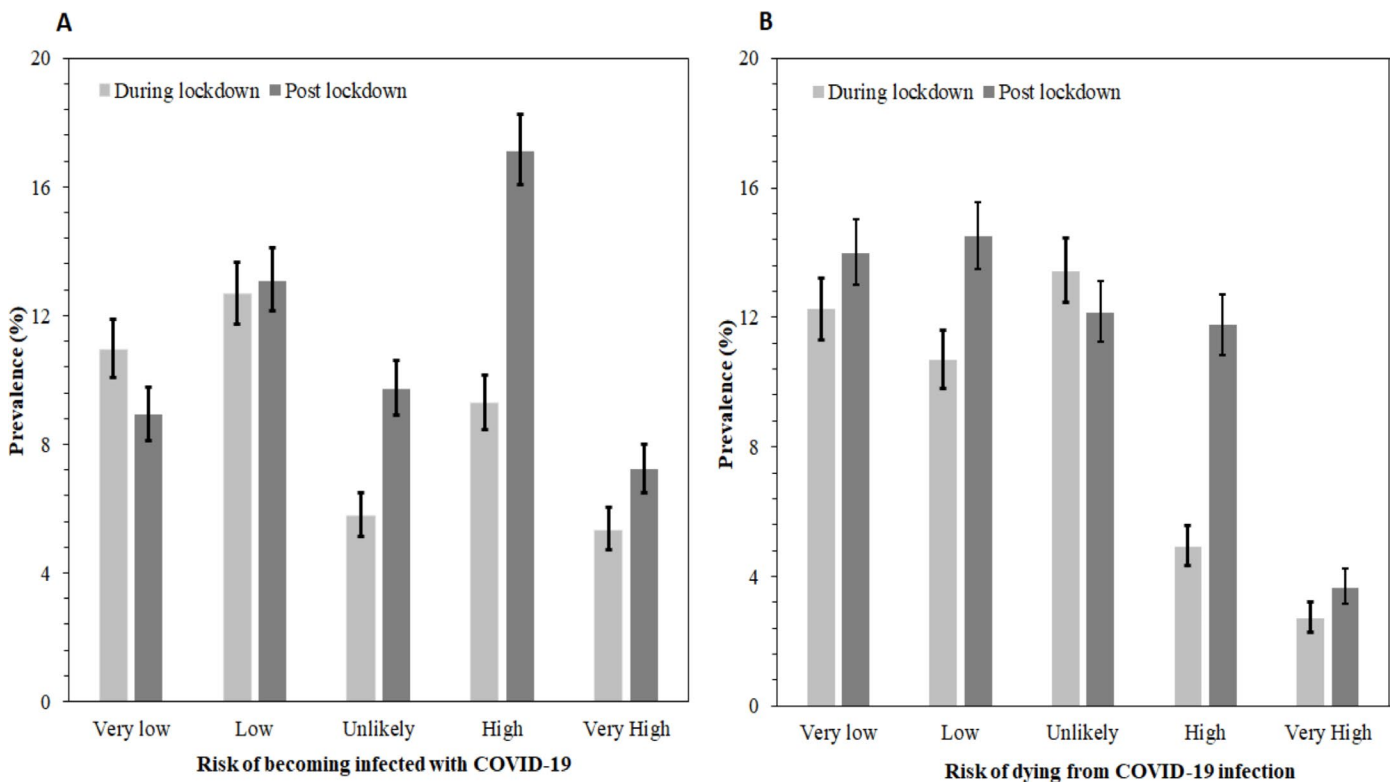 A
20
16
12
8
4
0
Prevalence (%)
During lockdown Post lockdown
Very low Low Unlikely High Very High
Risk of becoming infected with COVID-19
B
20
16
12
8
4
0
Prevalence (%)
During lockdown Post lockdown
Very low Low Unlikely High Very High
Risk of dying from COVID-19 infection